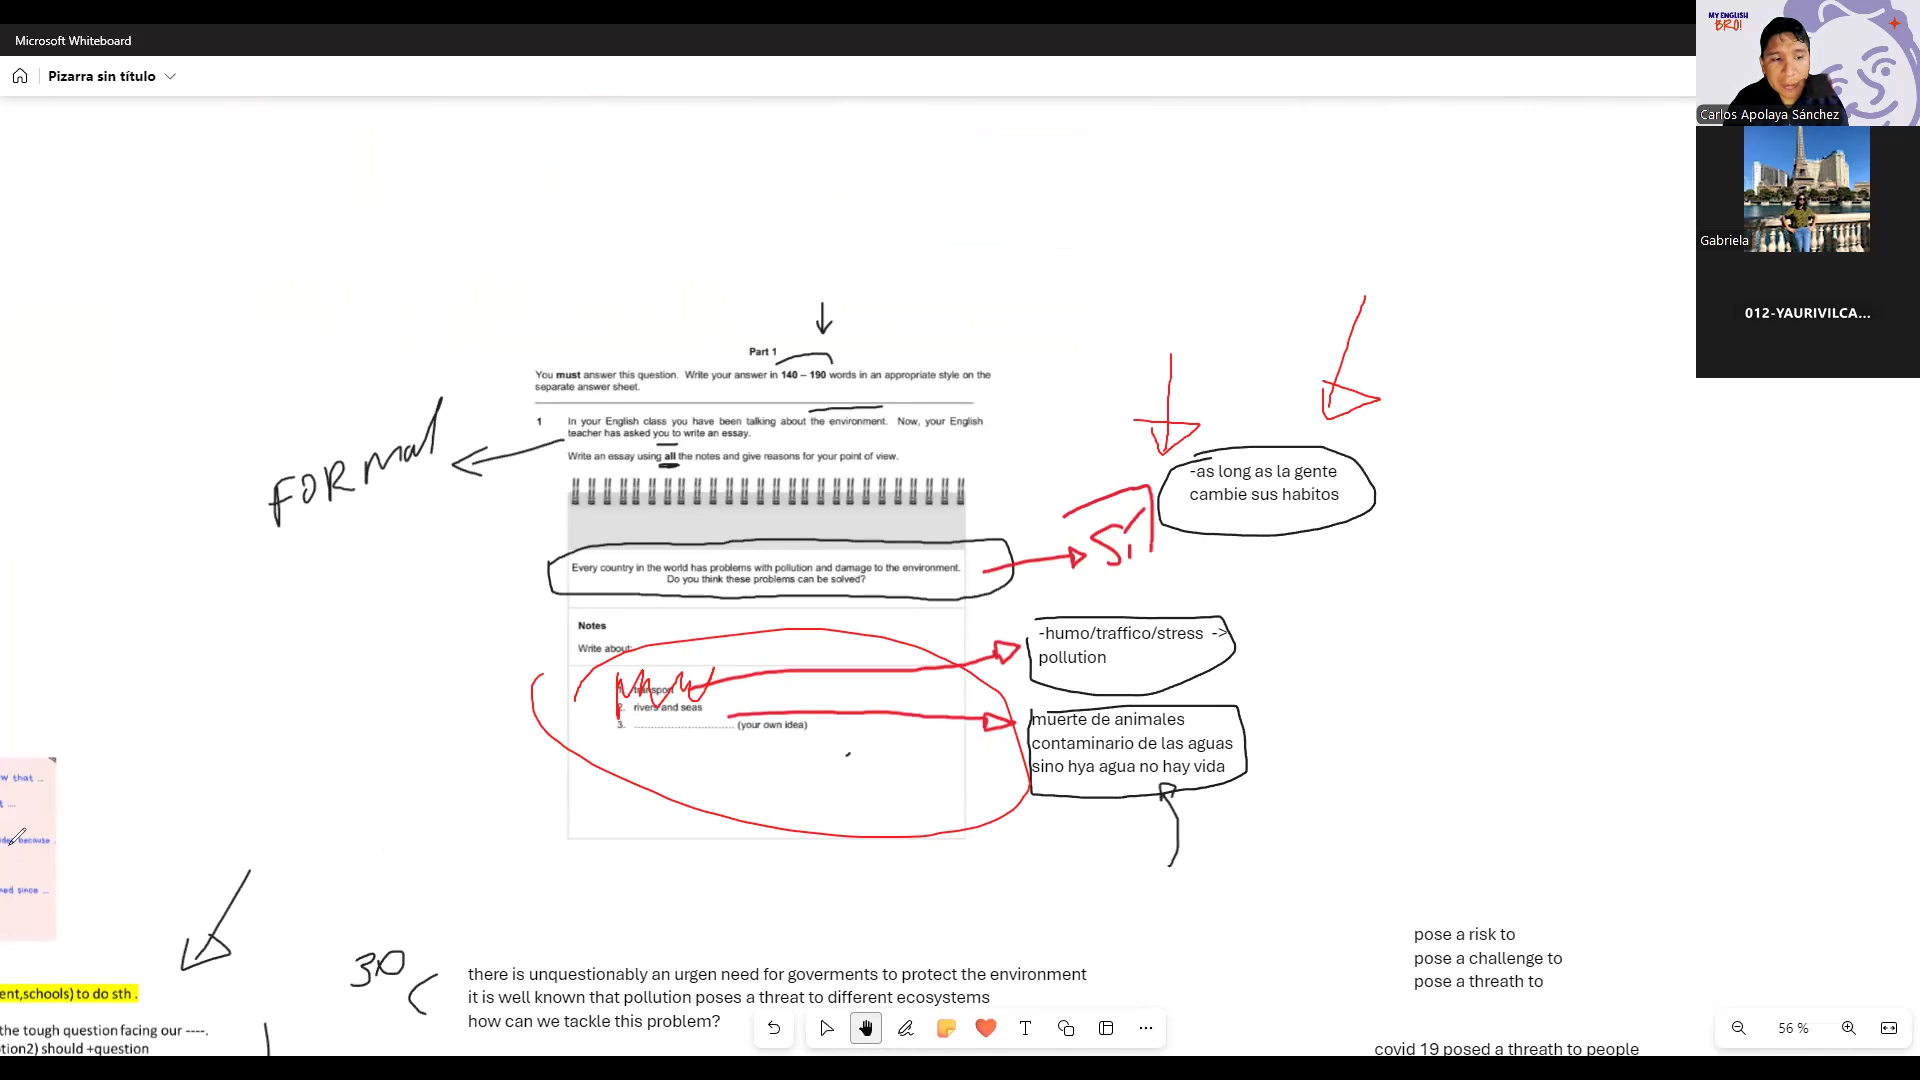 Microsoft Whiteboard
Pizarra sin título
MY ENGLISH
BRO!
Carlos Apolaya Sánchez
Gabriela
012-YAURIVILCA...
Part 1
You must answer this question. Write your answer in 140 – 190 words in an appropriate style on the
separate answer sheet.
1 In your English class you have been talking about the environment. Now, your English
teacher has asked you to write an essay.
Write an essay using all the notes and give reasons for your point of view.
FORMAL
-as long as la gente
cambie sus habitos
SÍ
Every country in the world has problems with pollution and damage to the environment.
Do you think these problems can be solved?
Notes
Write about:
-humo/traffico/stress ->
pollution
transport
2. rivers and seas
3. .............................. (your own idea)
muerte de animales
contaminario de las aguas
sino hya agua no hay vida
w that ...
t ....
because
ned since ...
ent,schools) to do sth .
the tough question facing our ----.
tion2) should +question
30
there is unquestionably an urgen need for goverments to protect the environment
it is well known that pollution poses a threat to different ecosystems
how can we tackle this problem?
pose a risk to
pose a challenge to
pose a threath to
covid 19 posed a threath to people
56 %